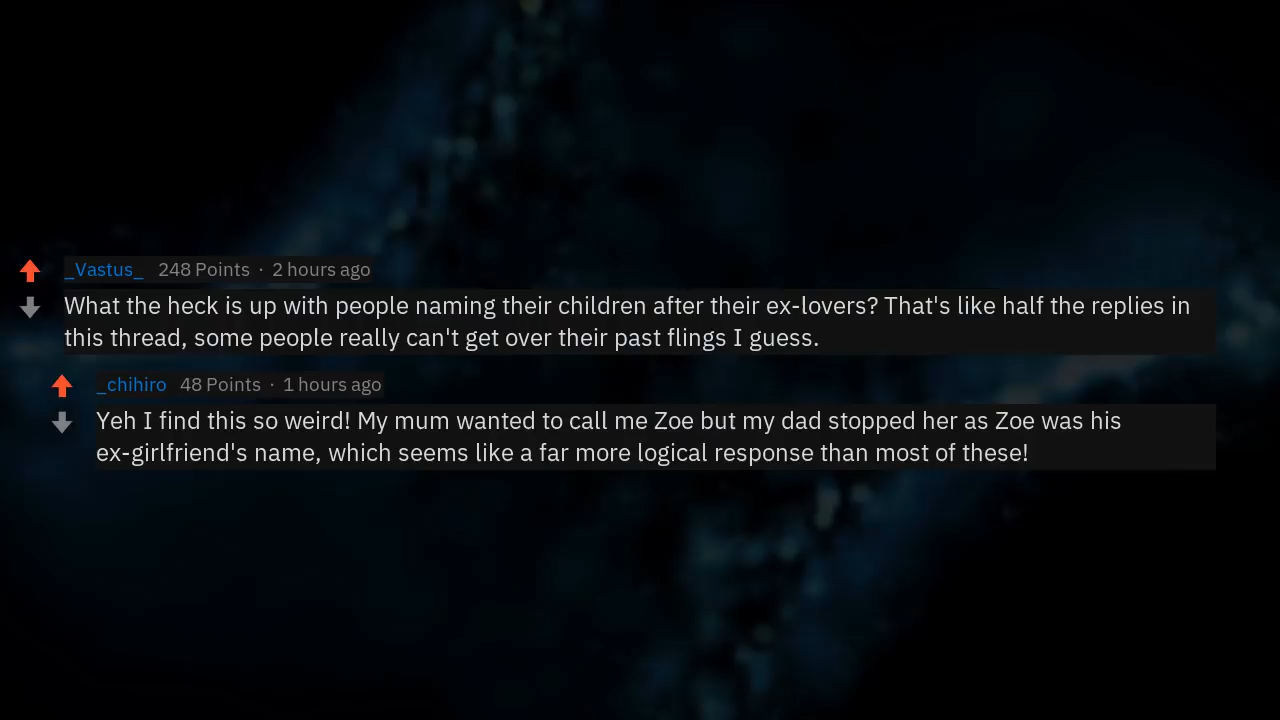 _Vastus_ 248 Points · 2 hours ago
What the heck is up with people naming their children after their ex-lovers? That's like half the replies in
this thread, some people really can't get over their past flings I guess.
_chihiro 48 Points · 1 hours ago
Yeh I find this so weird! My mum wanted to call me Zoe but my dad stopped her as Zoe was his
ex-girlfriend's name, which seems like a far more logical response than most of these!